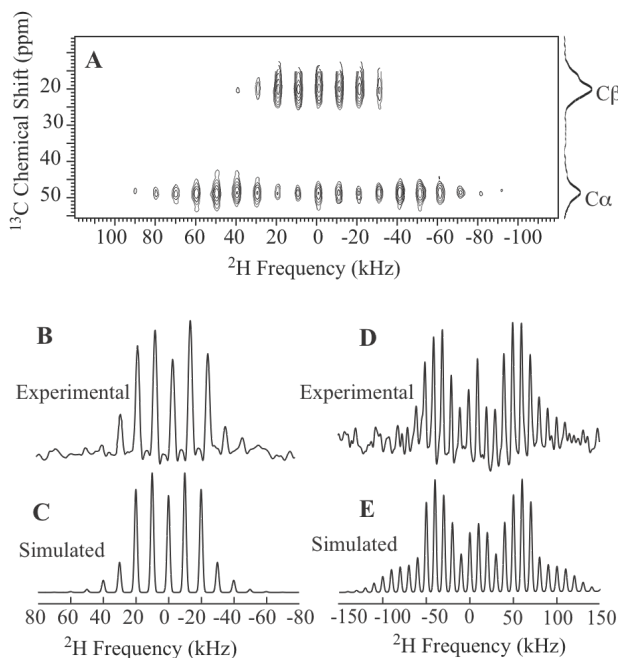 A
¹³C Chemical Shift (ppm)
20
30
40
50
Cβ
Cα
100 80 60 40 20 0 -20 -40 -60 -80 -100
²H Frequency (kHz)
B
Experimental
D
Experimental
C
Simulated
E
Simulated
80 60 40 20 0 -20 -40 -60 -80
-150 -100 -50 0 50 100 150
²H Frequency (kHz)
²H Frequency (kHz)